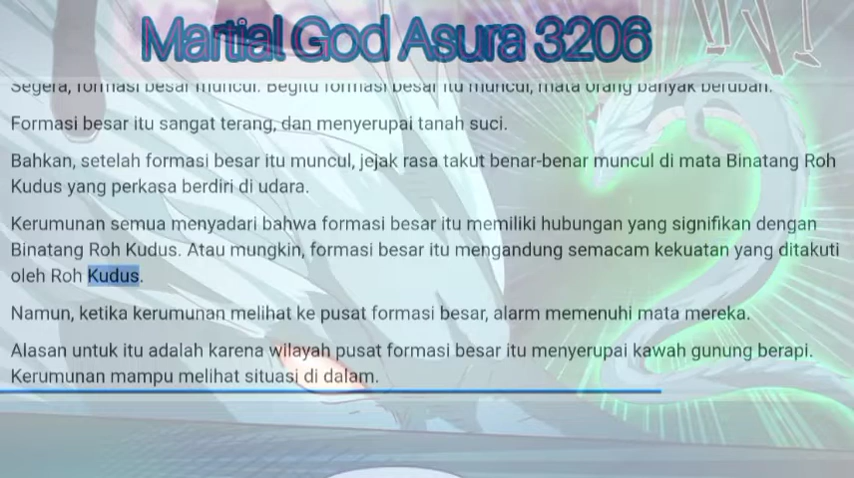 Martial God Asura 3206
Segera, formasi besar muncul. Begitu formasi besar itu muncul, mata orang banyak berubah.
Formasi besar itu sangat terang, dan menyerupai tanah suci.
Bahkan, setelah formasi besar itu muncul, jejak rasa takut benar-benar muncul di mata Binatang Roh
Kudus yang perkasa berdiri di udara.
Kerumunan semua menyadari bahwa formasi besar itu memiliki hubungan yang signifikan dengan
Binatang Roh Kudus. Atau mungkin, formasi besar itu mengandung semacam kekuatan yang ditakuti
oleh Roh Kudus.
Namun, ketika kerumunan melihat ke pusat formasi besar, alarm memenuhi mata mereka.
Alasan untuk itu adalah karena wilayah pusat formasi besar itu menyerupai kawah gunung berapi.
Kerumunan mampu melihat situasi di dalam.